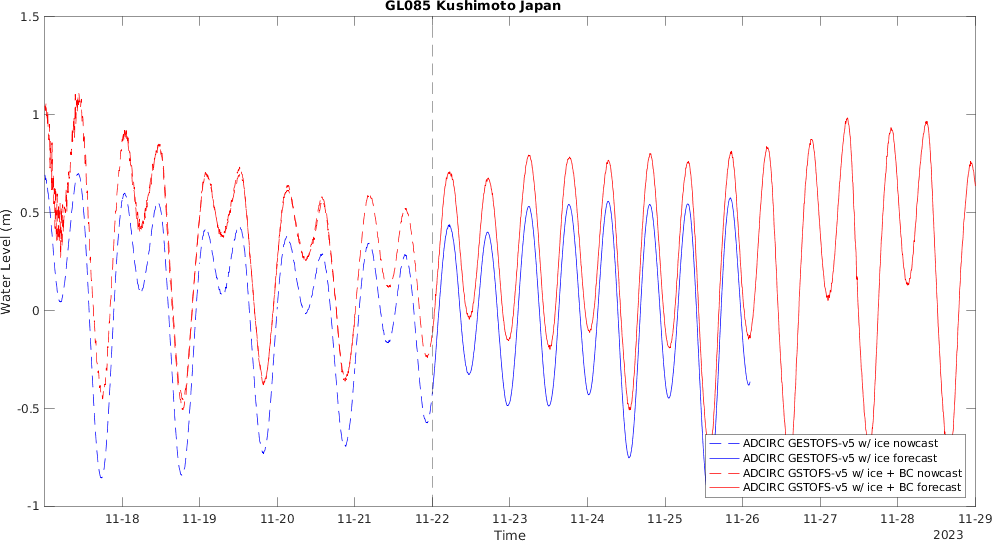 GL085 Kushimoto Japan
Water Level (m)
1.5
1
0.5
0
-0.5
-1
ADCIRC GESTOFS-v5 w/ ice nowcast
ADCIRC GESTOFS-v5 w/ ice forecast
ADCIRC GSTOFS-v5 w/ ice + BC nowcast
ADCIRC GSTOFS-v5 w/ ice + BC forecast
11-18 11-19 11-20 11-21 11-22 11-23 11-24 11-25 11-26 11-27 11-28 11-29
Time
2023